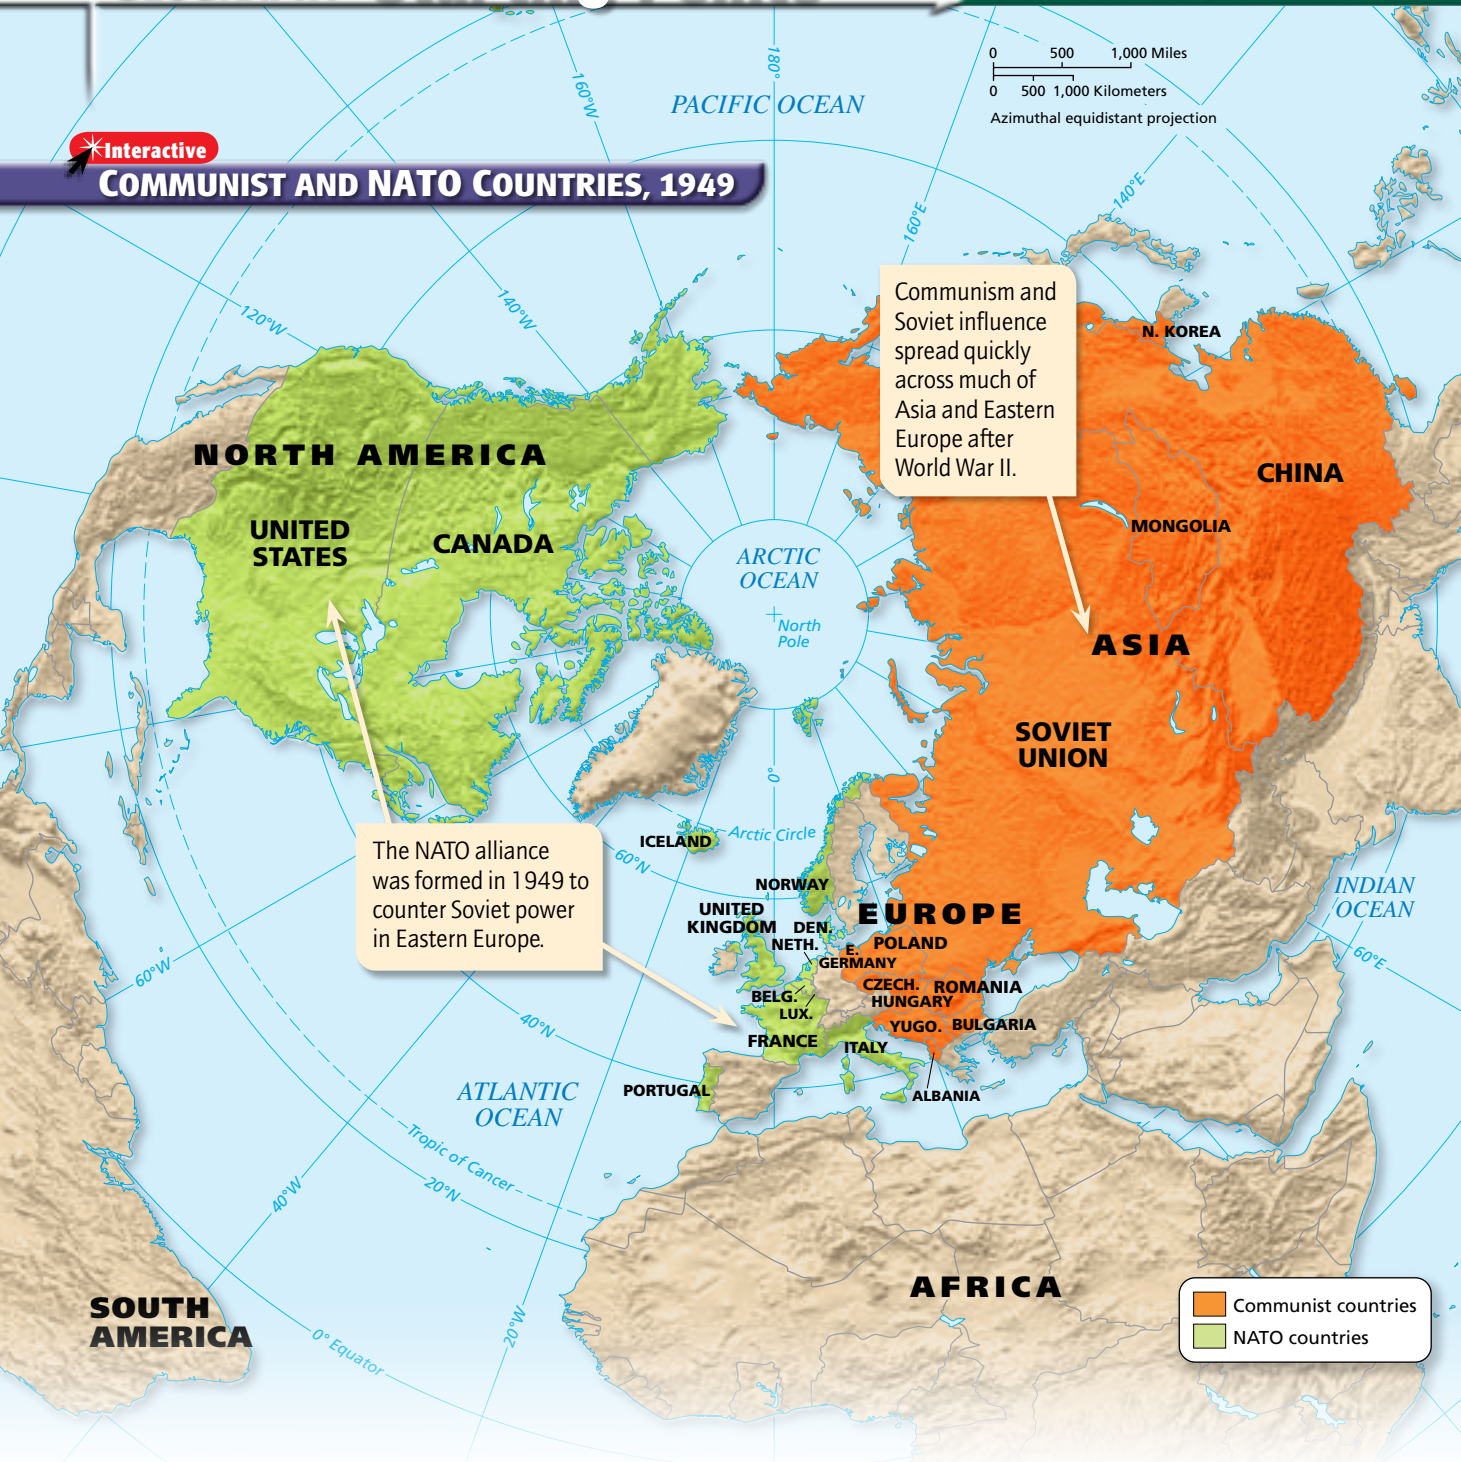 180°
160°W
PACIFIC OCEAN
0 500 1,000 Miles
0 500 1,000 Kilometers
Azimuthal equidistant projection
Interactive
COMMUNIST AND NATO COUNTRIES, 1949
140°E
160°E
140°W
120°W
Communism and
Soviet influence
spread quickly
across much of
Asia and Eastern
Europe after
World War II.
N. KOREA
NORTH AMERICA
CHINA
UNITED
STATES
CANADA
MONGOLIA
ARCTIC
OCEAN
North
Pole
ASIA
SOVIET
UNION
0°
Arctic Circle
ICELAND
60°N
The NATO alliance
was formed in 1949 to
counter Soviet power
in Eastern Europe.
NORWAY
INDIAN
OCEAN
UNITED
KINGDOM
DEN.
NETH.
EUROPE
E.
GERMANY
POLAND
60°E
60°W
BELG.
LUX.
CZECH.
HUNGARY
ROMANIA
40°N
YUGO.
BULGARIA
FRANCE
ITALY
PORTUGAL
ALBANIA
ATLANTIC
OCEAN
Tropic of Cancer
20°N
40°W
AFRICA
SOUTH
AMERICA
20°W
0° Equator
Communist countries
NATO countries